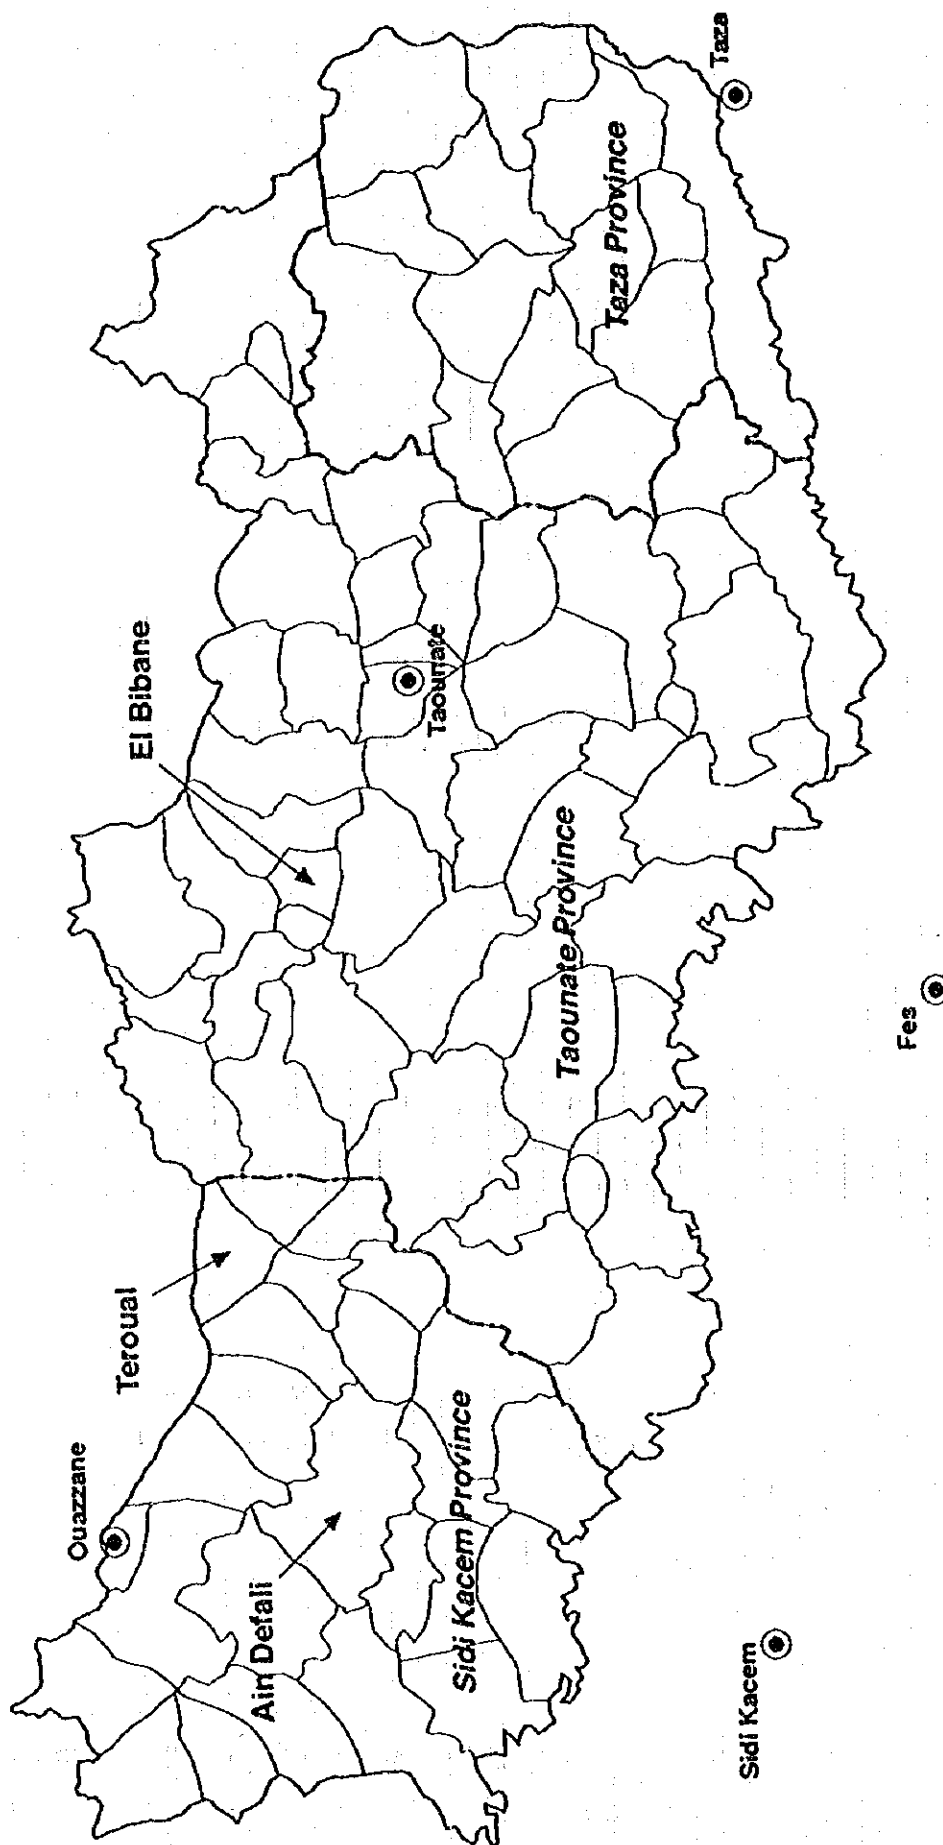 Ouazzane
Teroual
El Bibane
Ain Defali
Taounate
Taza
Sidi Kacem Province
Taounate Province
Taza Province
Sidi Kacem
Fes